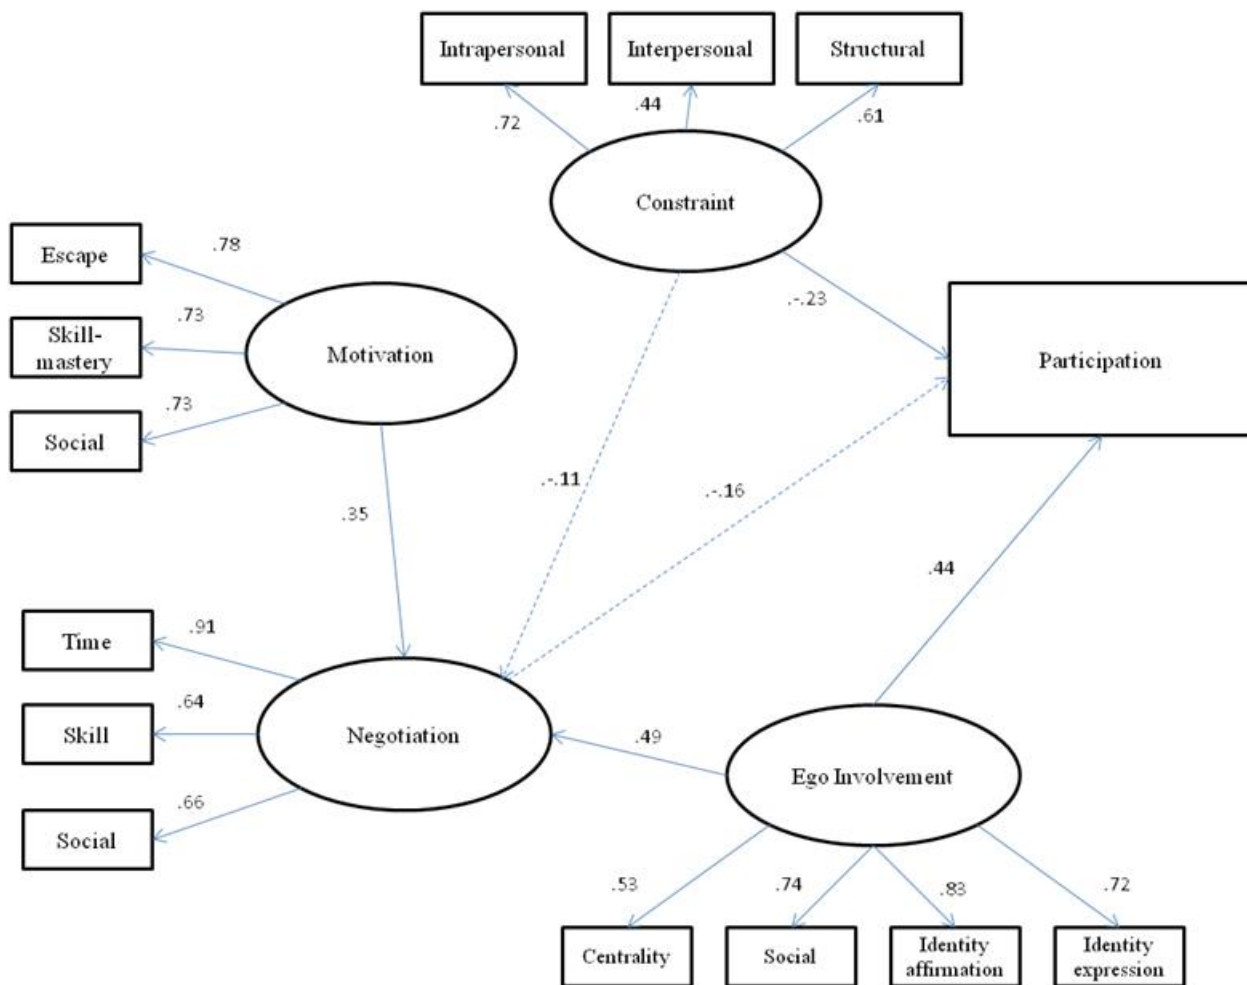 Intrapersonal
Interpersonal
Structural
.72
.44
.61
Constraint
Escape
.78
Skill-
mastery
.73
Motivation
Social
.73
.-.23
Participation
.-.11
.-.16
.35
.44
Time
.91
Skill
.64
Negotiation
.49
Ego Involvement
Social
.66
.53
.74
.83
.72
Centrality
Social
Identity
affirmation
Identity
expression